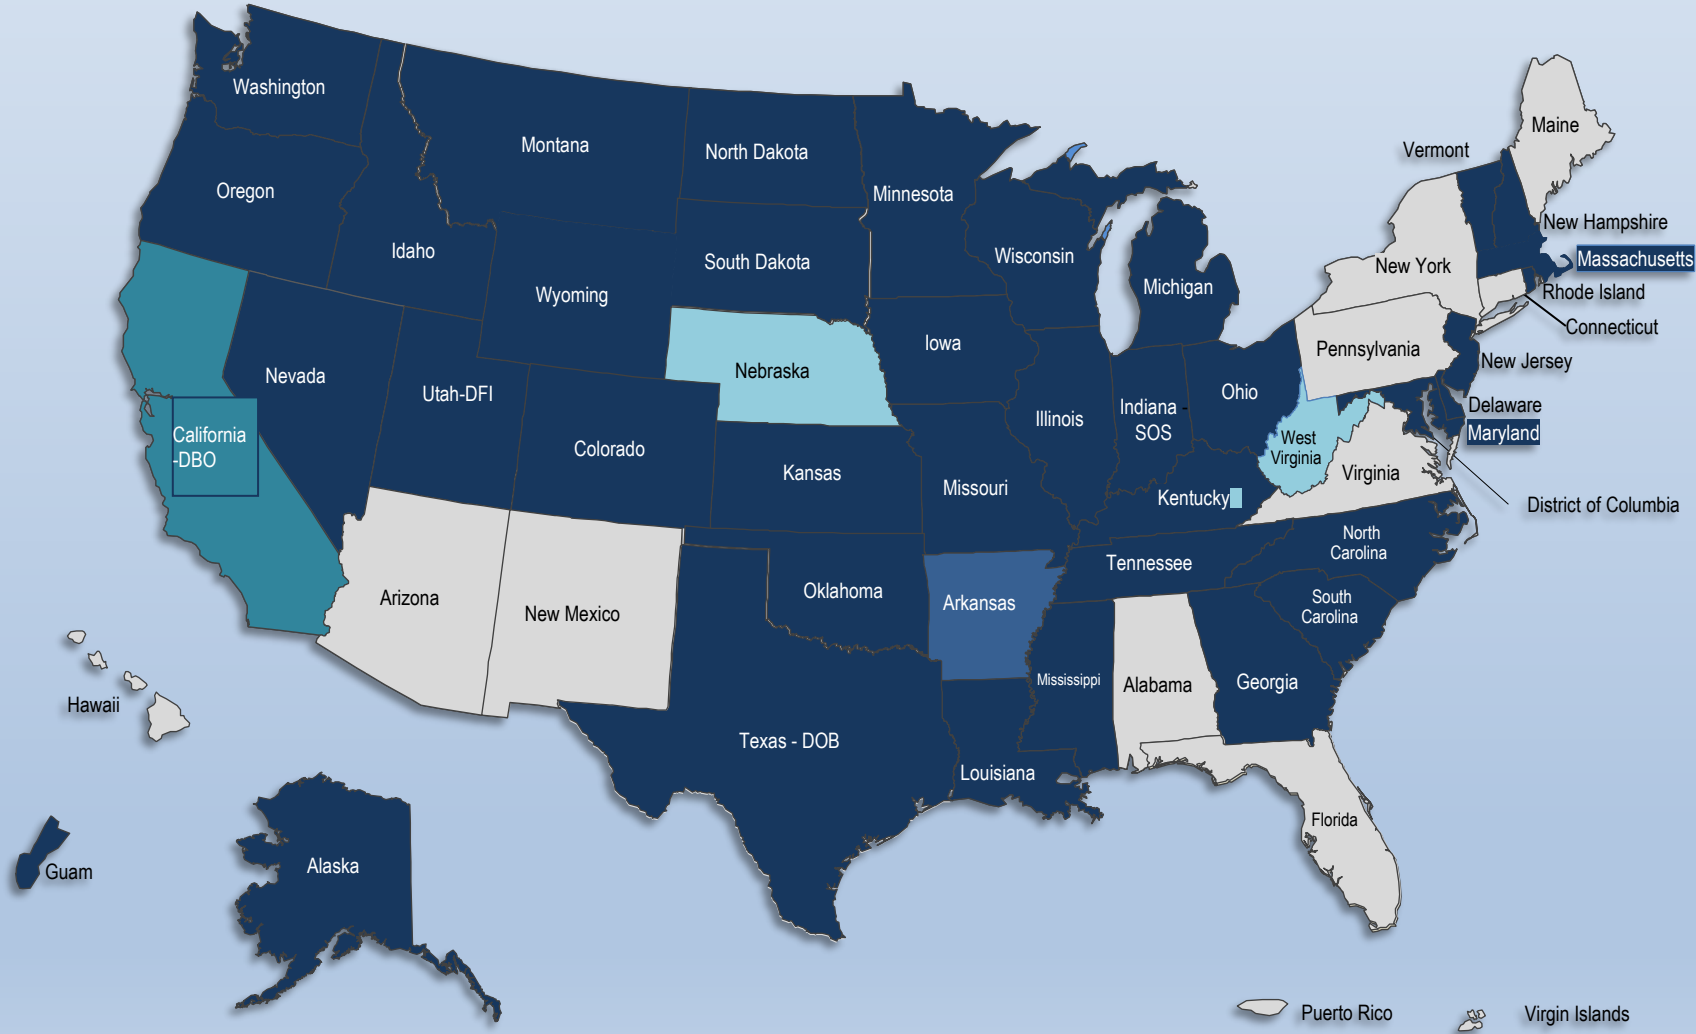 Washington
Montana
North Dakota
Minnesota
Vermont
Maine
Oregon
Idaho
Wyoming
South Dakota
Wisconsin
Michigan
New York
New Hampshire
Massachusetts
Rhode Island
Connecticut
Nevada
Utah-DFI
Nebraska
Iowa
Illinois
Indiana -
SOS
Ohio
Pennsylvania
New Jersey
Delaware
Maryland
California
-DBO
Colorado
Kansas
Missouri
Kentucky
West
Virginia
Virginia
District of Columbia
Arizona
New Mexico
Oklahoma
Arkansas
Tennessee
North
Carolina
South
Carolina
Hawaii
Texas - DOB
Louisiana
Mississippi
Alabama
Georgia
Florida
Guam
Alaska
Puerto Rico
Virgin Islands